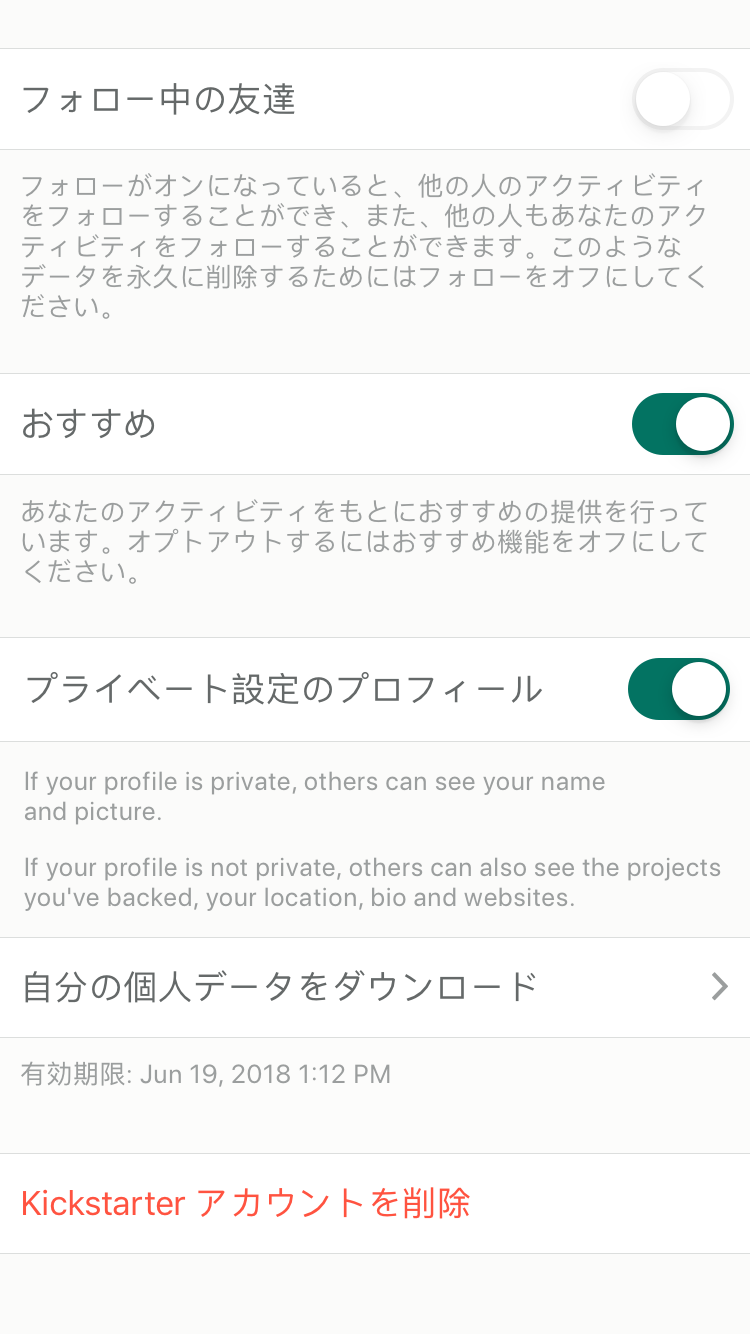 フォロー中の友達
フォローがオンになっていると、他の人のアクティビティ
をフォローすることができ、また、他の人もあなたのアク
ティビティをフォローすることができます。このような
データを永久に削除するためにはフォローをオフにしてく
ださい。
おすすめ
あなたのアクティビティをもとにおすすめの提供を行って
います。オプトアウトするにはおすすめ機能をオフにして
ください。
プライベート設定のプロフィール
If your profile is private, others can see your name
and picture.
If your profile is not private, others can also see the projects
you've backed, your location, bio and websites.
自分の個人データをダウンロード
有効期限: Jun 19, 2018 1:12 PM
Kickstarter アカウントを削除